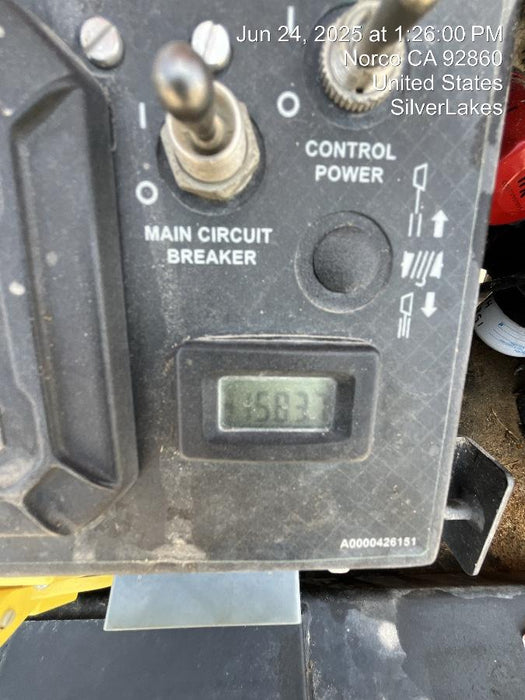 Jun 24, 2025 at 1:26:00 PM
Norco CA 92860
United States
SilverLakes
I
I
O
O
CONTROL
POWER
MAIN CIRCUIT
BREAKER
A0000426151